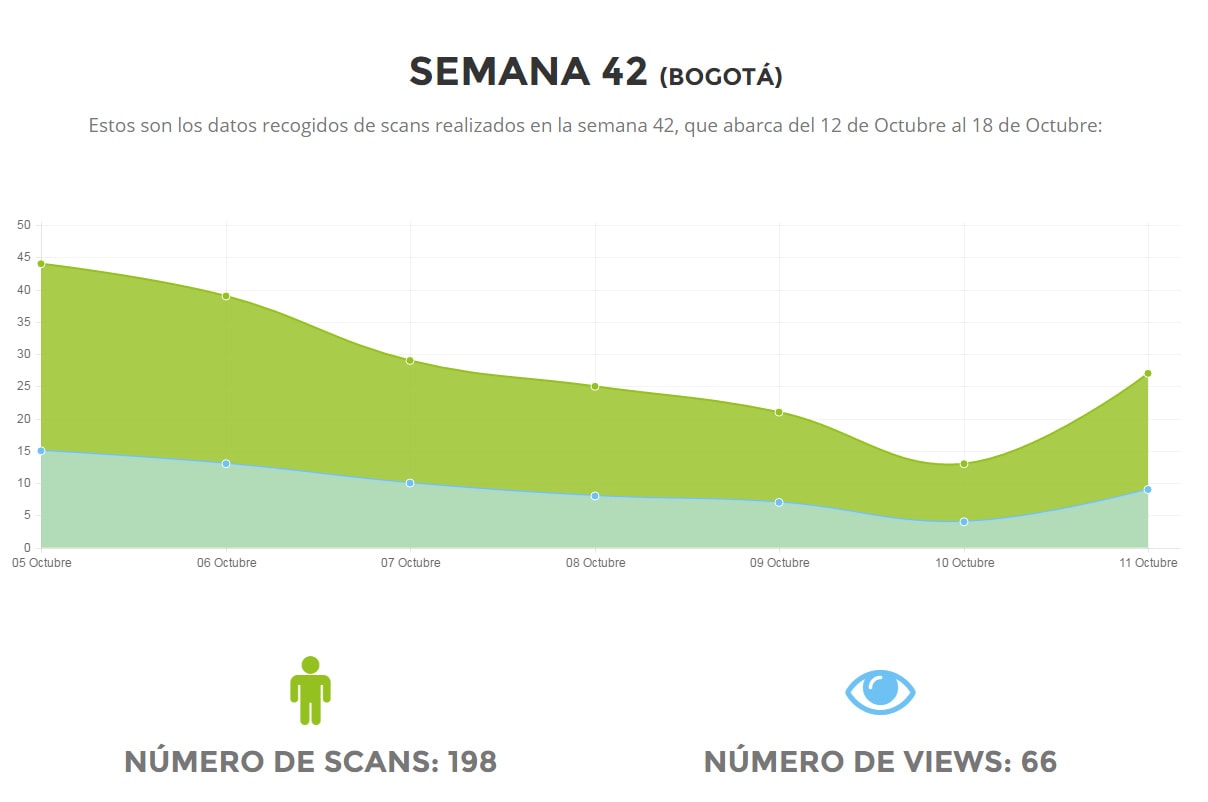 SEMANA 42 (BOGOTÁ)
Estos son los datos recogidos de scans realizados en la semana 42, que abarca del 12 de Octubre al 18 de Octubre:
50
45
40
35
30
25
20
15
10
5
0
05 Octubre 06 Octubre 07 Octubre 08 Octubre 09 Octubre 10 Octubre 11 Octubre
NÚMERO DE SCANS: 198 NÚMERO DE VIEWS: 66